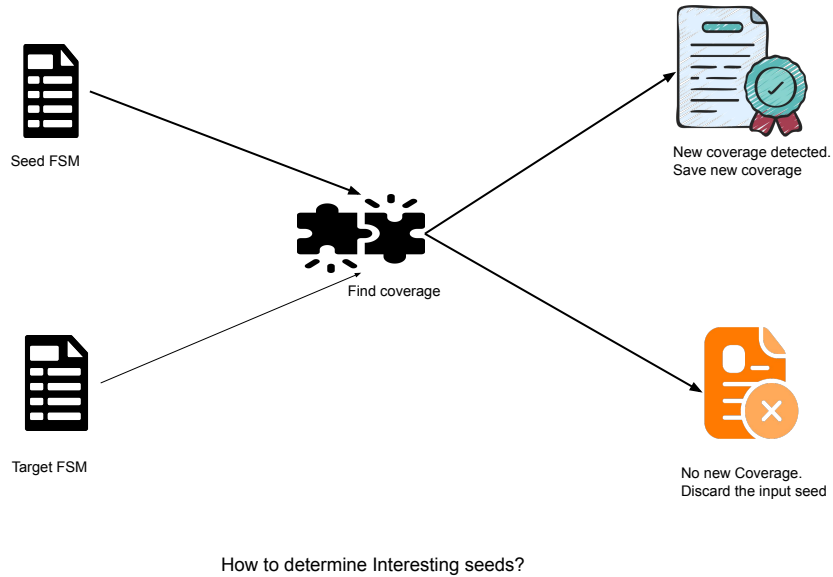 Seed FSM
New coverage detected.
Save new coverage
Find coverage
Target FSM
No new Coverage.
Discard the input seed
How to determine Interesting seeds?